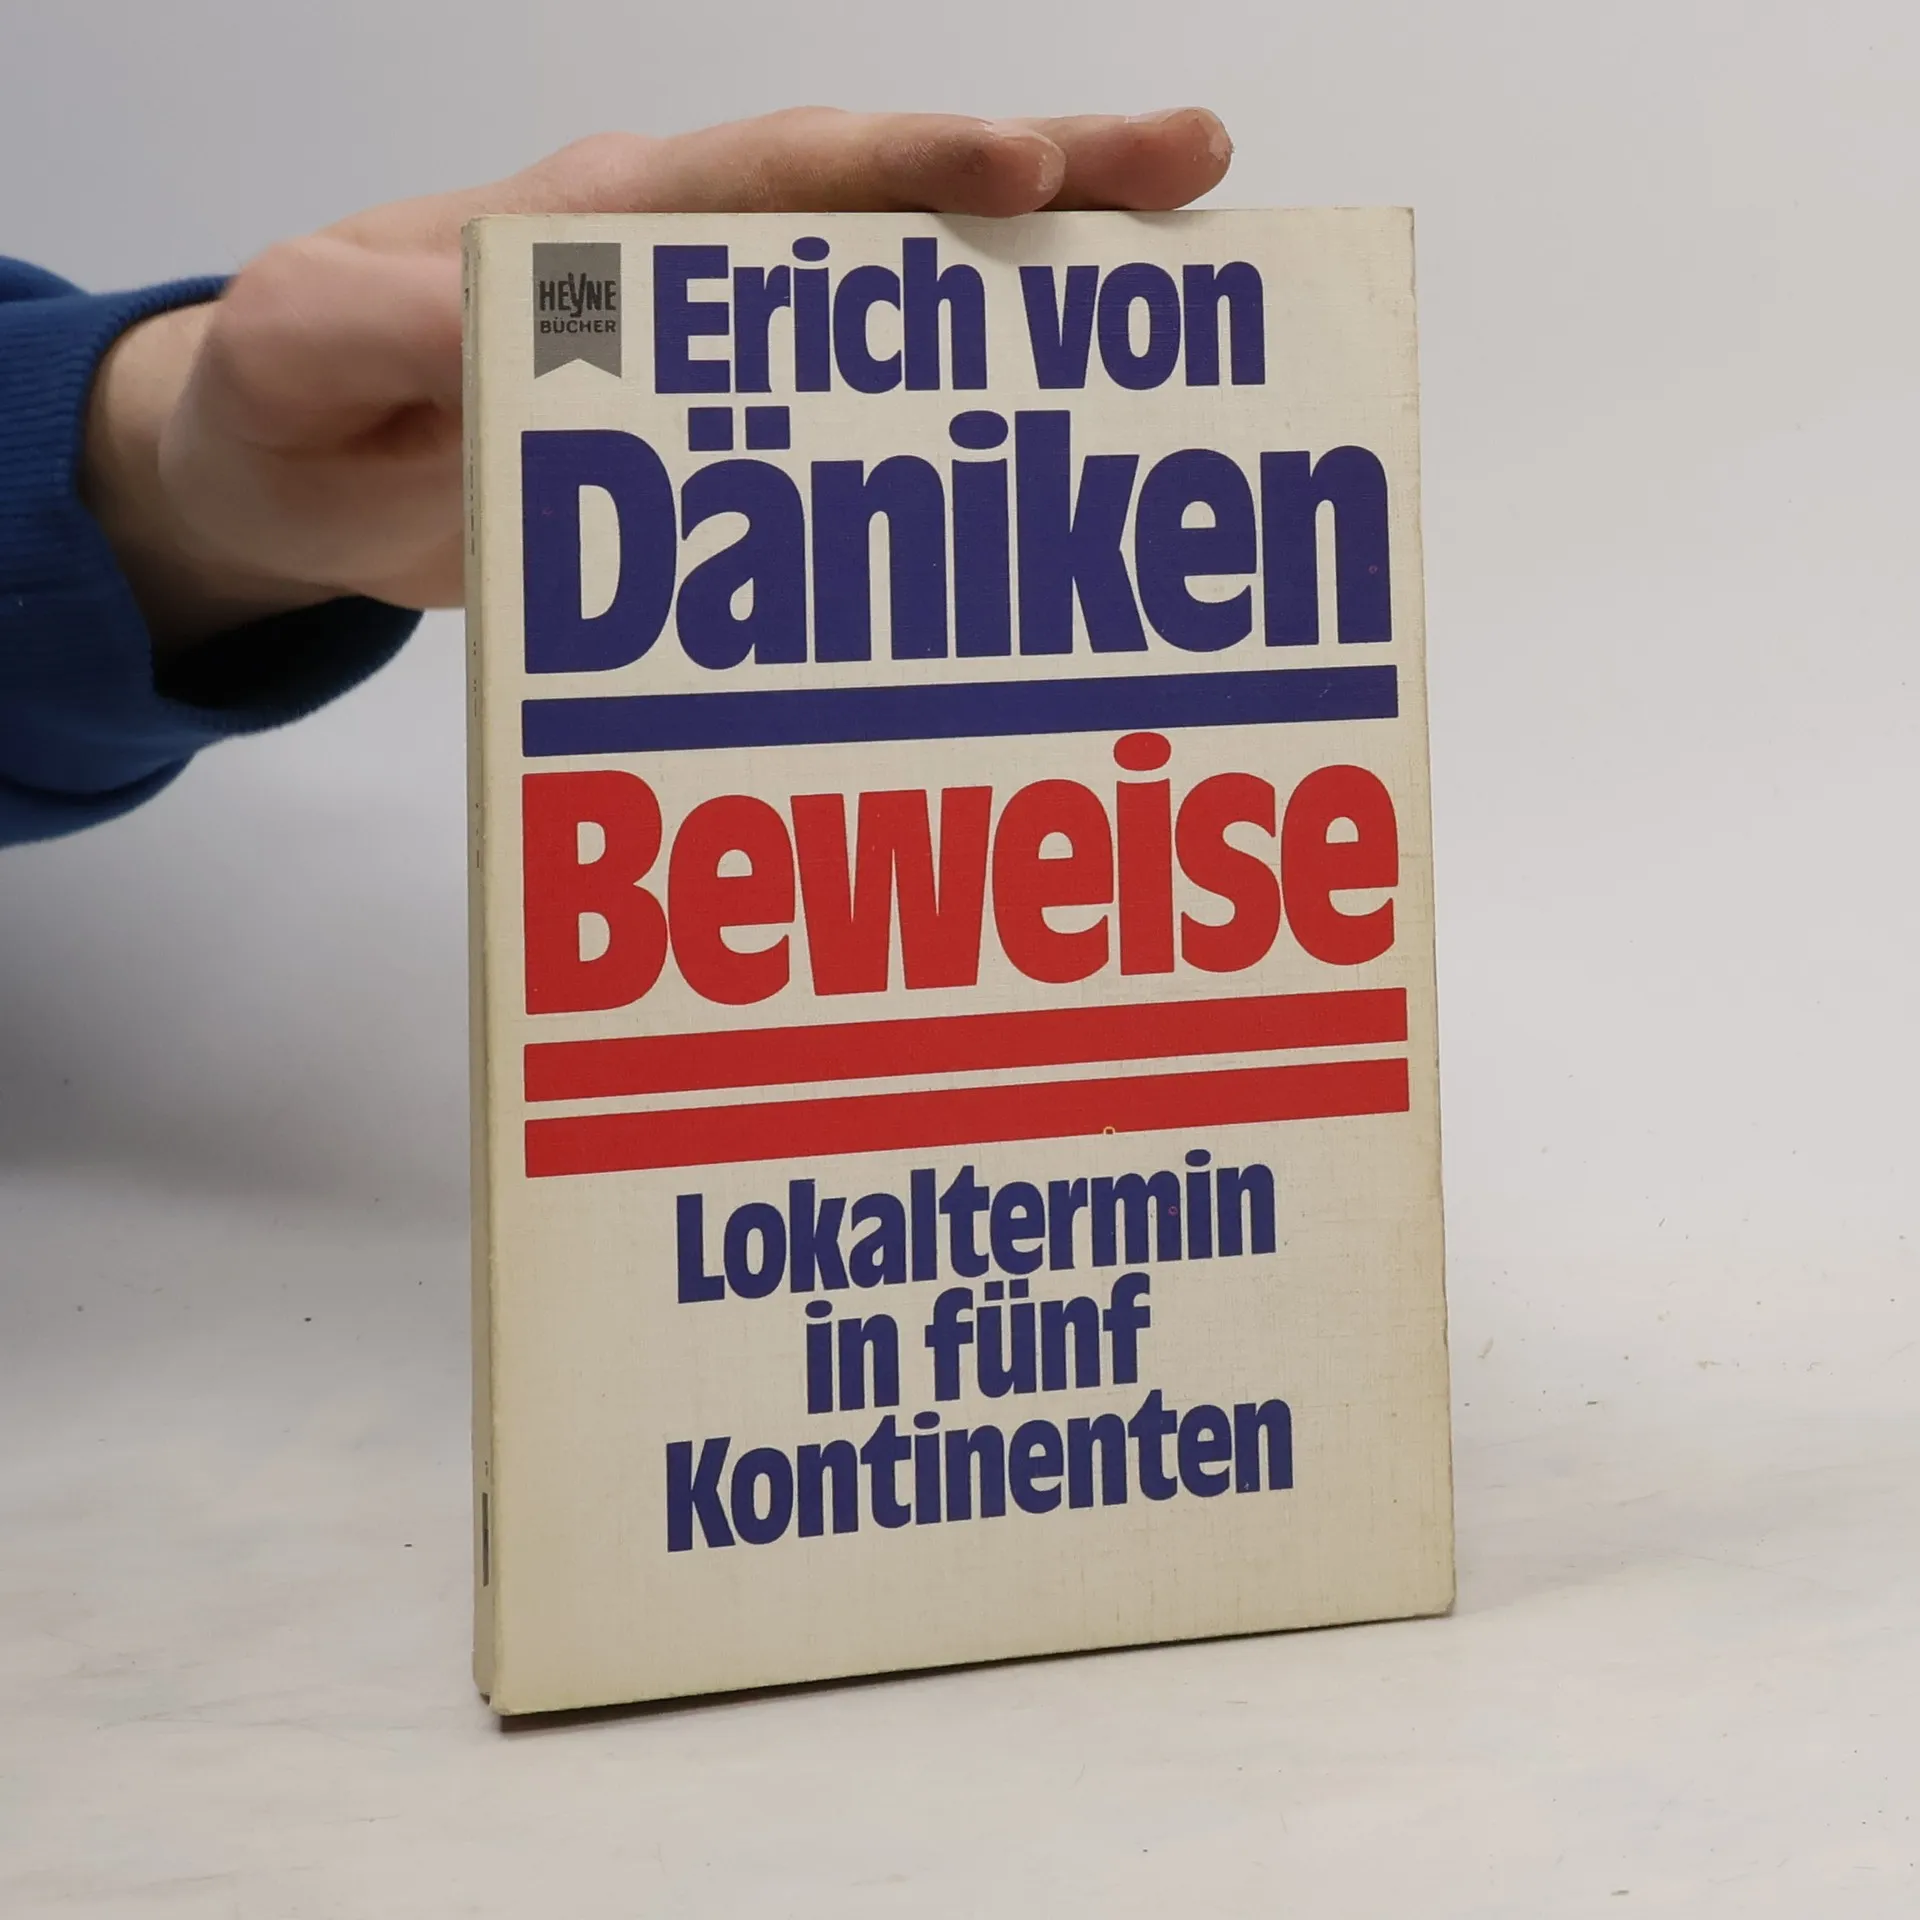 HEYNE
BÜCHER
Erich von
Däniken
Beweise
Lokaltermin
in fünf
Kontinenten